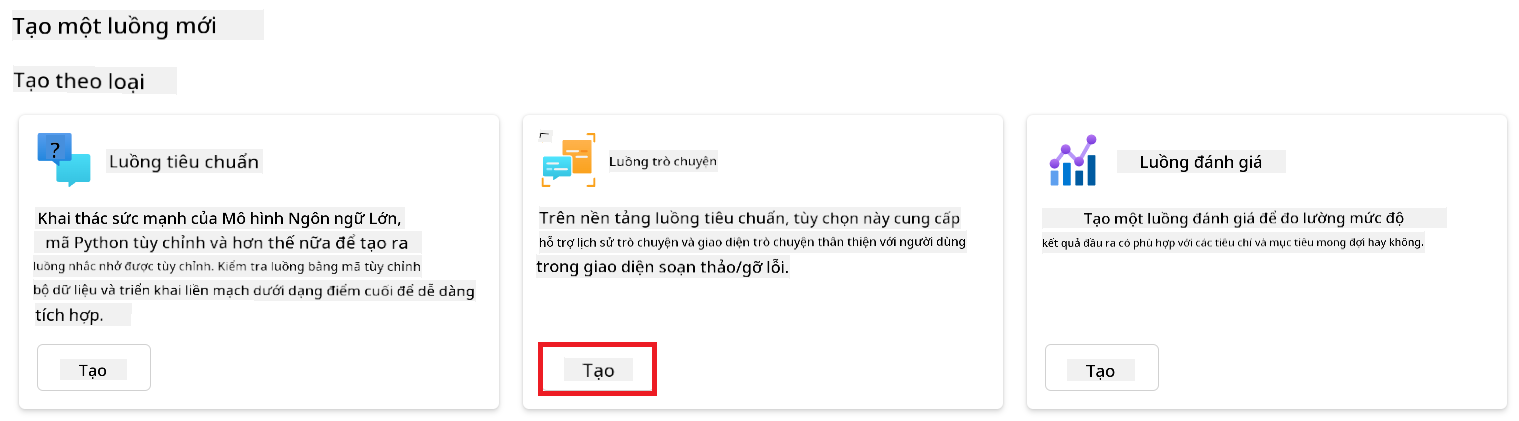 Tạo một luồng mới
Tạo theo loại
?
Luồng tiêu chuẩn
Khai thác sức mạnh của Mô hình Ngôn ngữ Lớn,
mã Python tùy chỉnh và hơn thế nữa để tạo ra
luồng nhắc nhở được tùy chỉnh. Kiểm tra luồng bằng mã tùy chỉnh
bộ dữ liệu và triển khai liền mạch dưới dạng điểm cuối để dễ dàng
tích hợp.
Tạo
Luồng trò chuyện
Trên nền tảng luồng tiêu chuẩn, tùy chọn này cung cấp
hỗ trợ lịch sử trò chuyện và giao diện trò chuyện thân thiện với người dùng
trong giao diện soạn thảo/gỡ lỗi.
Tạo
Luồng đánh giá
Tạo một luồng đánh giá để đo lường mức độ
kết quả đầu ra có phù hợp với các tiêu chí và mục tiêu mong đợi hay không.
Tạo